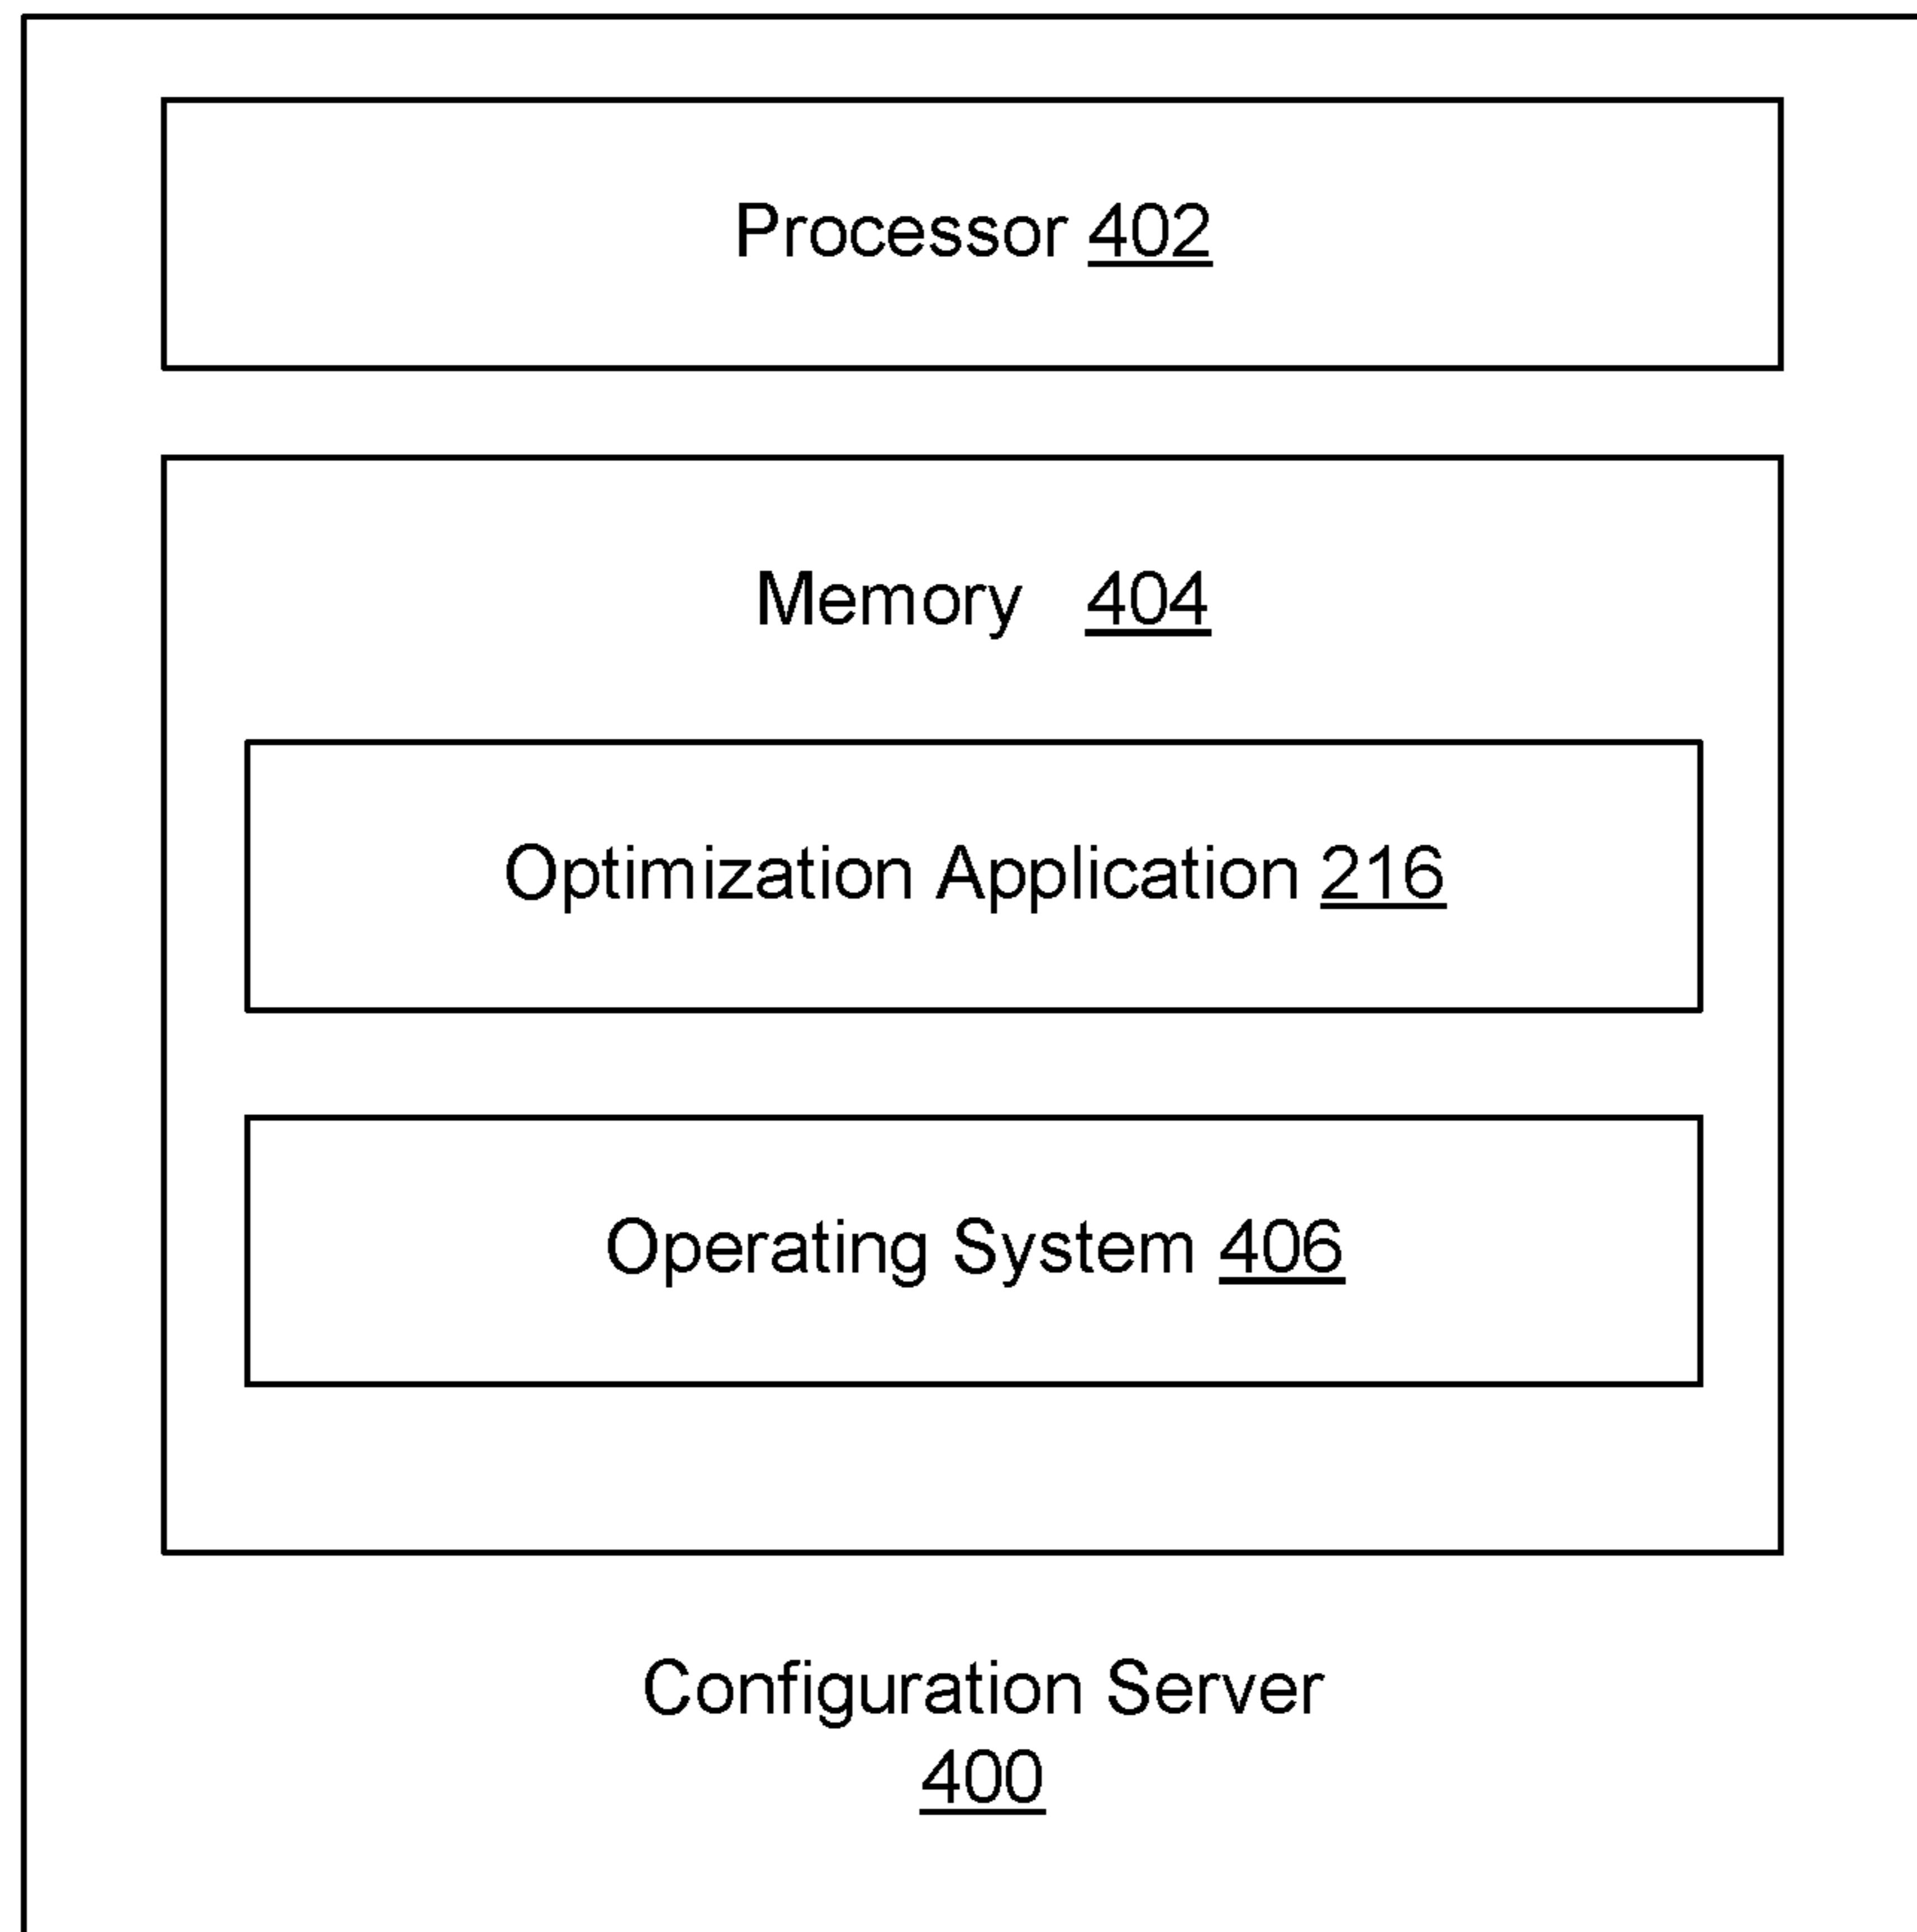 Processor 402
Memory 404
Optimization Application 216
Operating System 406
Configuration Server
400